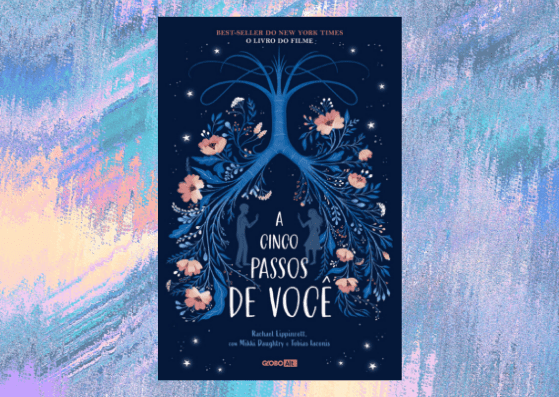 BEST-SELLER DO NEW YORK TIMES
O LIVRO DO FILME
A
CINCO
PASSOS
DE VOCÊ
Rachael Lippincott,
com Mikki Daughtry e Tobias Iaconis
GLOBO Alt